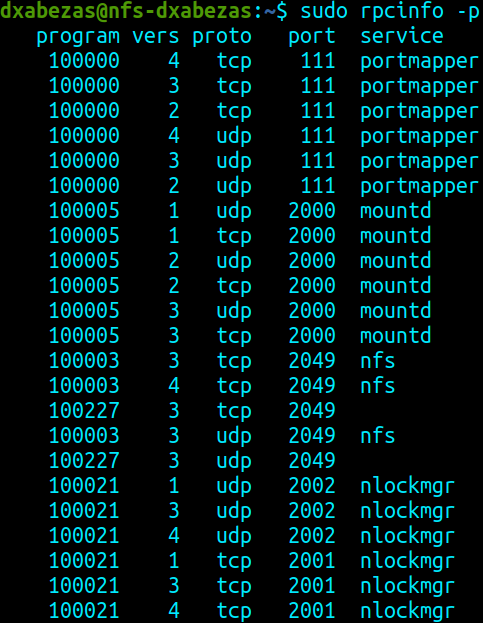 dxabezas@nfs-dxabezas:~$ sudo rpcinfo -p
program vers proto port service
100000 4 tcp 111 portmapper
100000 3 tcp 111 portmapper
100000 2 tcp 111 portmapper
100000 4 udp 111 portmapper
100000 3 udp 111 portmapper
100000 2 udp 111 portmapper
100005 1 udp 2000 mountd
100005 1 tcp 2000 mountd
100005 2 udp 2000 mountd
100005 2 tcp 2000 mountd
100005 3 udp 2000 mountd
100005 3 tcp 2000 mountd
100003 3 tcp 2049 nfs
100003 4 tcp 2049 nfs
100227 3 tcp 2049
100003 3 udp 2049 nfs
100227 3 udp 2049
100021 1 udp 2002 nlockmgr
100021 3 udp 2002 nlockmgr
100021 4 udp 2002 nlockmgr
100021 1 tcp 2001 nlockmgr
100021 3 tcp 2001 nlockmgr
100021 4 tcp 2001 nlockmgr